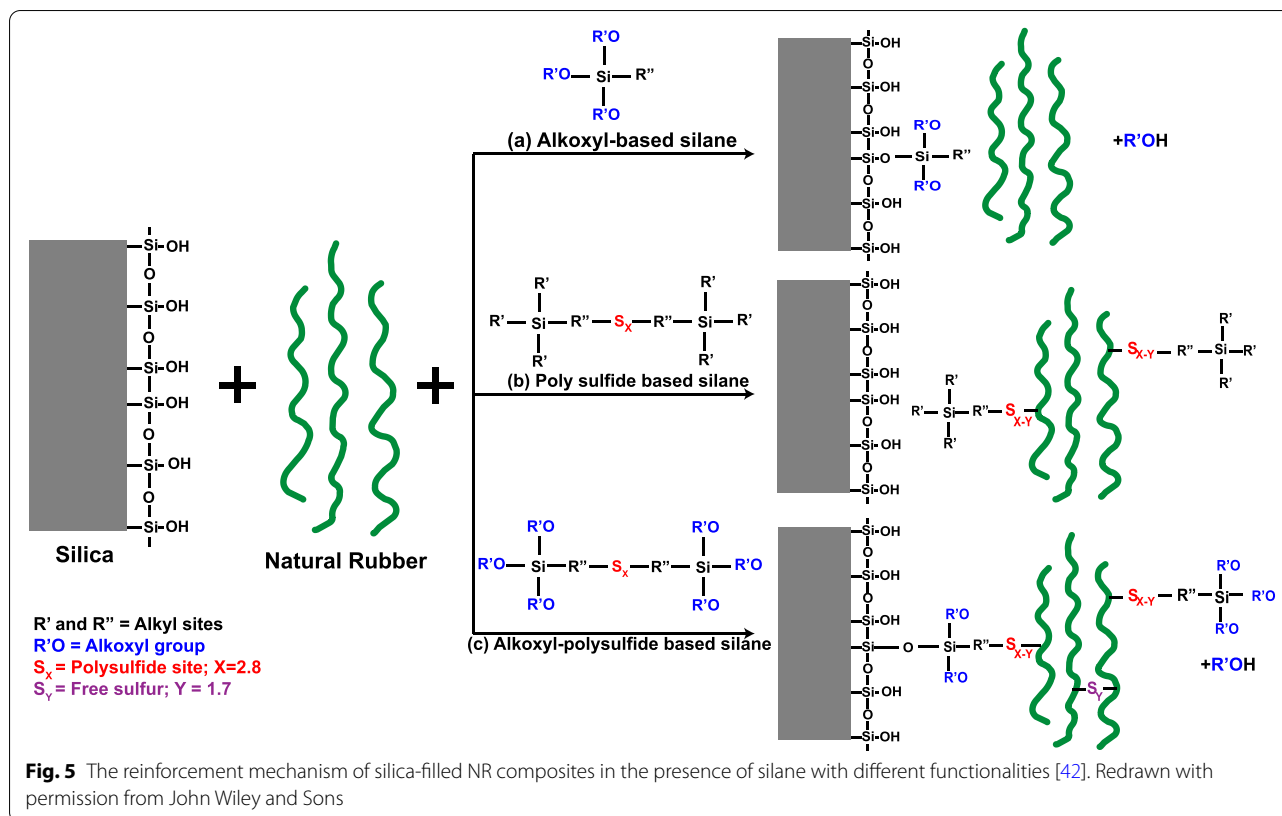 R'O
R'O–Si–R''
R'O
(a) Alkoxyl-based silane
Si–OH
O
Si–OH
O
Si–OH
Si–O–Si–R''
R'O
R'O
O
Si–OH
O
Si–OH
+R'OH
Si–OH
O
Si–OH
O
Si–OH
Si–OH
O
Si–OH
O
Si–OH
Silica
+
Natural Rubber
+
R' R'
R'–Si–R''–SX–R''–Si–R'
R' R'
(b) Poly sulfide based silane
Si–OH
O
Si–OH
O
Si–OH
Si–OH
O
Si–OH
O
Si–OH
R'
R'–Si–R''–SX-Y
R'
R'
SX-Y–R''–Si–R'
R'
R'O R'O
R'O–Si–R''–SX–R''–Si–R'O
R'O R'O
(c) Alkoxyl-polysulfide based silane
Si–OH
O
Si–OH
O
Si–OH
Si–O–Si–R''–SX-Y
R'O
R'O
O
Si–OH
O
Si–OH
R'O
SX-Y–R''–Si–R'O
R'O
SY
+R'OH
R' and R'' = Alkyl sites
R'O = Alkoxyl group
SX = Polysulfide site; X=2.8
SY = Free sulfur; Y = 1.7
Fig. 5 The reinforcement mechanism of silica-filled NR composites in the presence of silane with different functionalities [42]. Redrawn with
permission from John Wiley and Sons